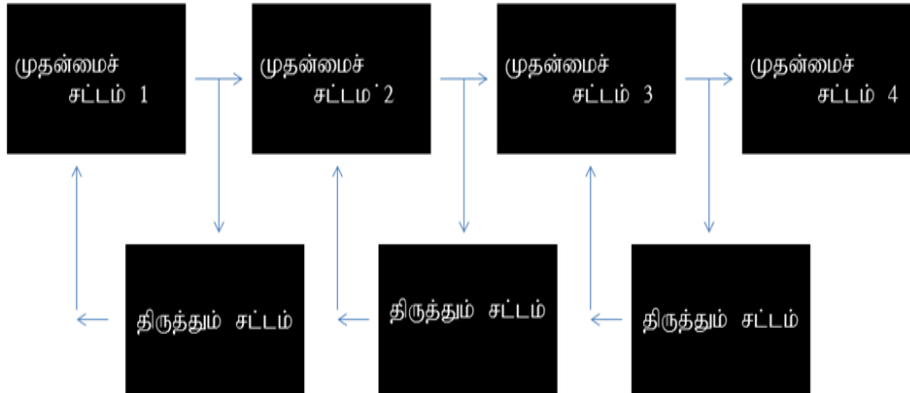 முதன்மைச்
சட்டம் 1
முதன்மைச்
சட்டம் 2
முதன்மைச்
சட்டம் 3
முதன்மைச்
சட்டம் 4
திருத்தும் சட்டம்
திருத்தும் சட்டம்
திருத்தும் சட்டம்